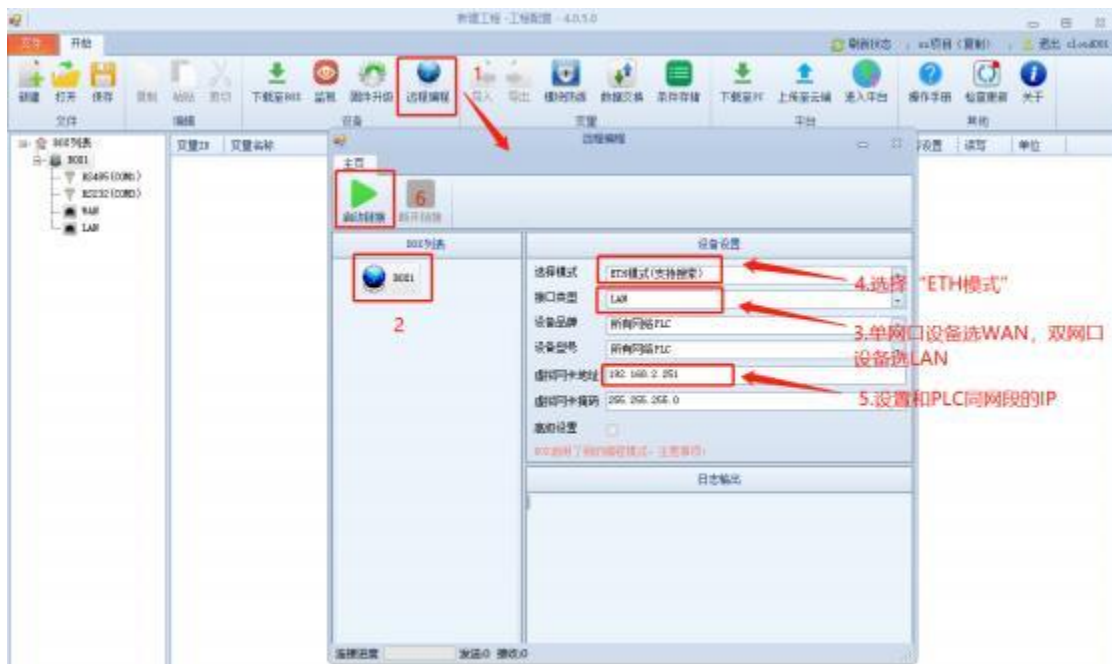 新建工程-工程配置 - 4.0.5.0
文件 开始
刷新状态 退出
新建 打开 保存 复制 粘贴 剪切 下载至BOX 监视 固件升级 远程编程 导入 导出 模块防盗 数据交换 条件存储 下载至PC 上传至云端 进入平台 操作手册 检查更新 关于
1
文件 编辑 设备 变量 平台 其他
BOX列表
BOX1
RS485(COM1)
WAN
LAN
变量ID 变量名称 读写 单位
远程编程
主页
启动链接 断开链接
6
BOX列表 设备设置
BOX1
2
选择模式 ETH模式(支持搜索)
接口类型 LAN
设备品牌 所有网络PLC
设备型号 所有网络PLC
虚拟网卡地址 192.168.2.251
虚拟网卡掩码 255.255.255.0
高级设置
日志输出
4.选择“ETH模式”
3.单网口设备选WAN，双网口
设备选LAN
5.设置和PLC同网段的IP
连接进度 发送:0 接收:0